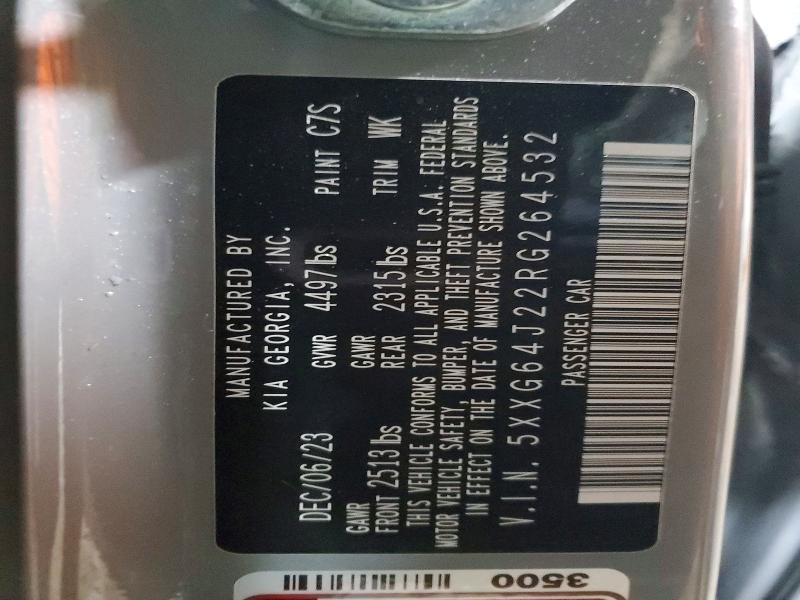 MANUFACTURED BY
KIA GEORGIA, INC.
DEC/06/23 GVWR 4497lbs PAINT C7S
GAWR FRONT 2513lbs GAWR REAR 2315lbs TRIM WK
THIS VEHICLE CONFORMS TO ALL APPLICABLE U.S.A. FEDERAL
MOTOR VEHICLE SAFETY, BUMPER, AND THEFT PREVENTION STANDARDS
IN EFFECT ON THE DATE OF MANUFACTURE SHOWN ABOVE.
V.I.N. 5XXG64J22RG264532
PASSENGER CAR
3500